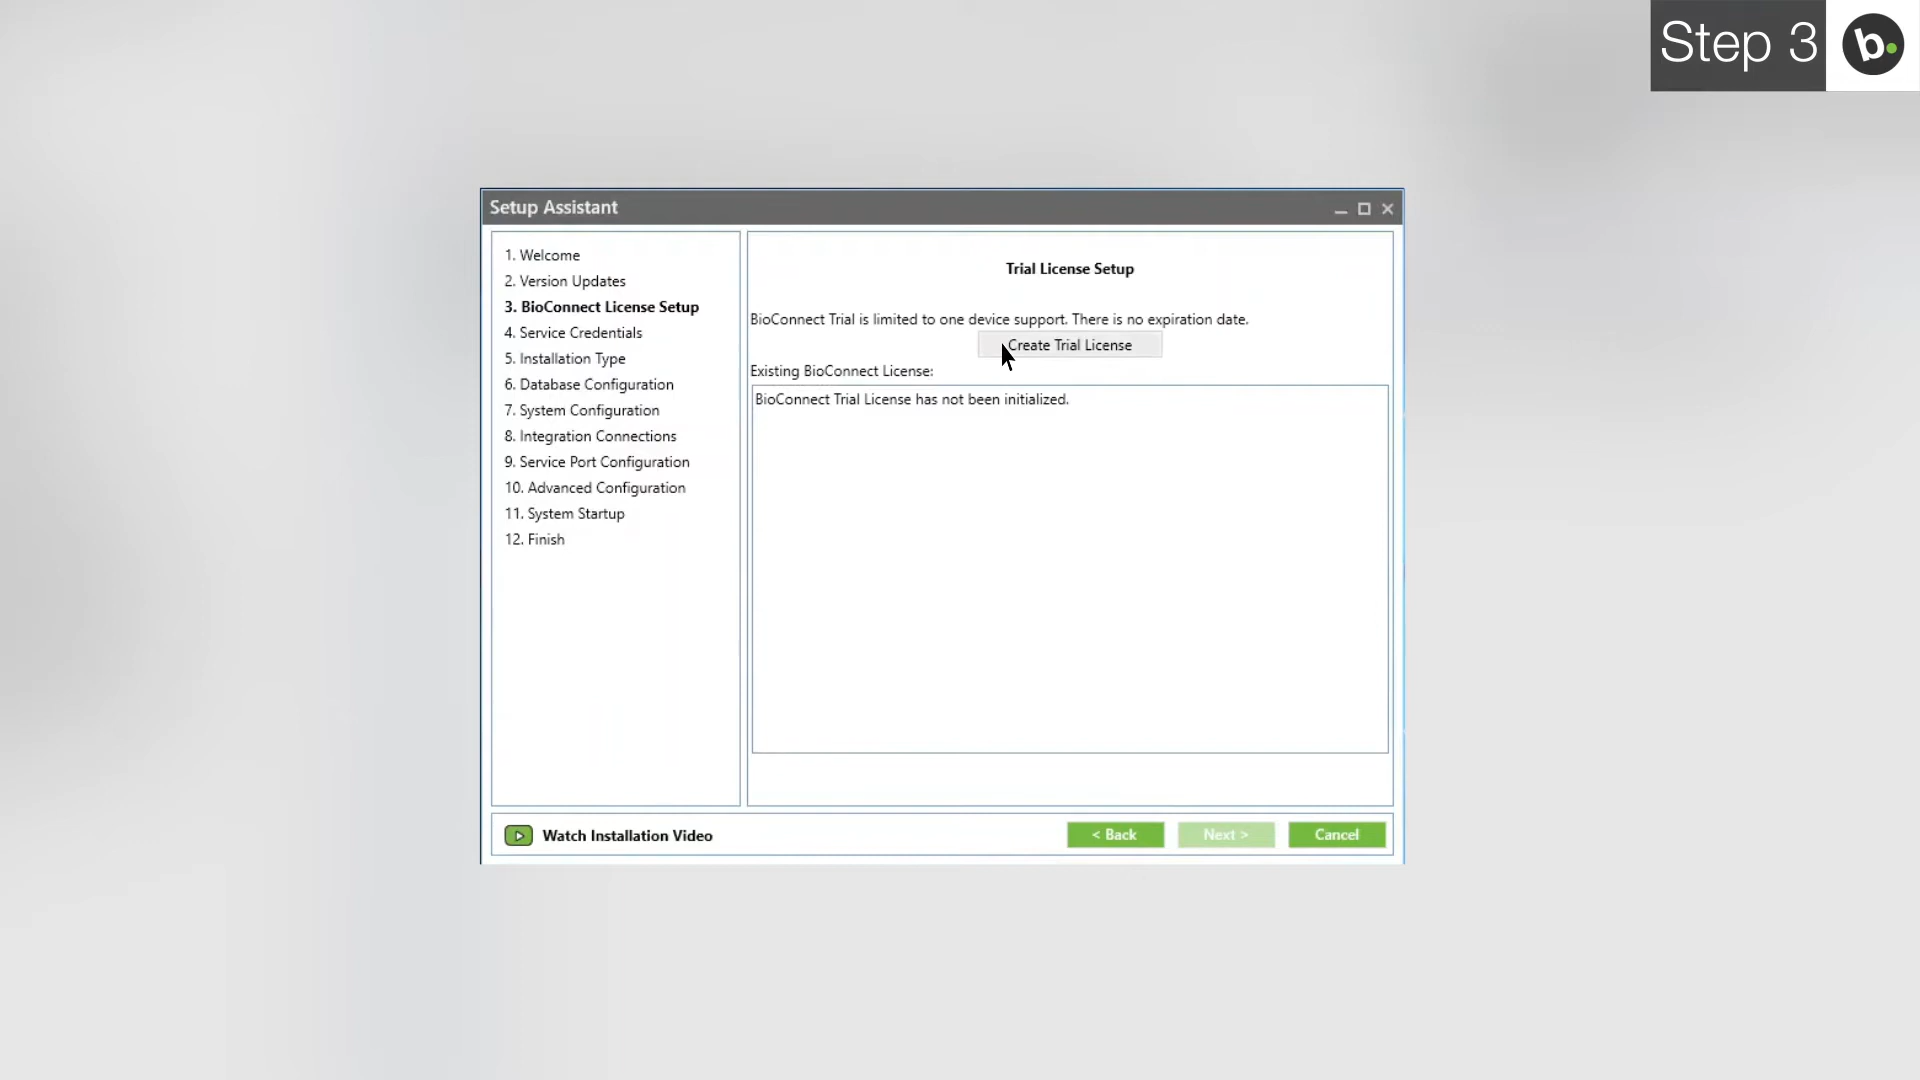 Step 3
b.
Setup Assistant
1. Welcome
2. Version Updates
3. BioConnect License Setup
4. Service Credentials
5. Installation Type
6. Database Configuration
7. System Configuration
8. Integration Connections
9. Service Port Configuration
10. Advanced Configuration
11. System Startup
12. Finish
Trial License Setup
BioConnect Trial is limited to one device support. There is no expiration date.
Create Trial License
Existing BioConnect License:
BioConnect Trial License has not been initialized.
Watch Installation Video
< Back
Next >
Cancel